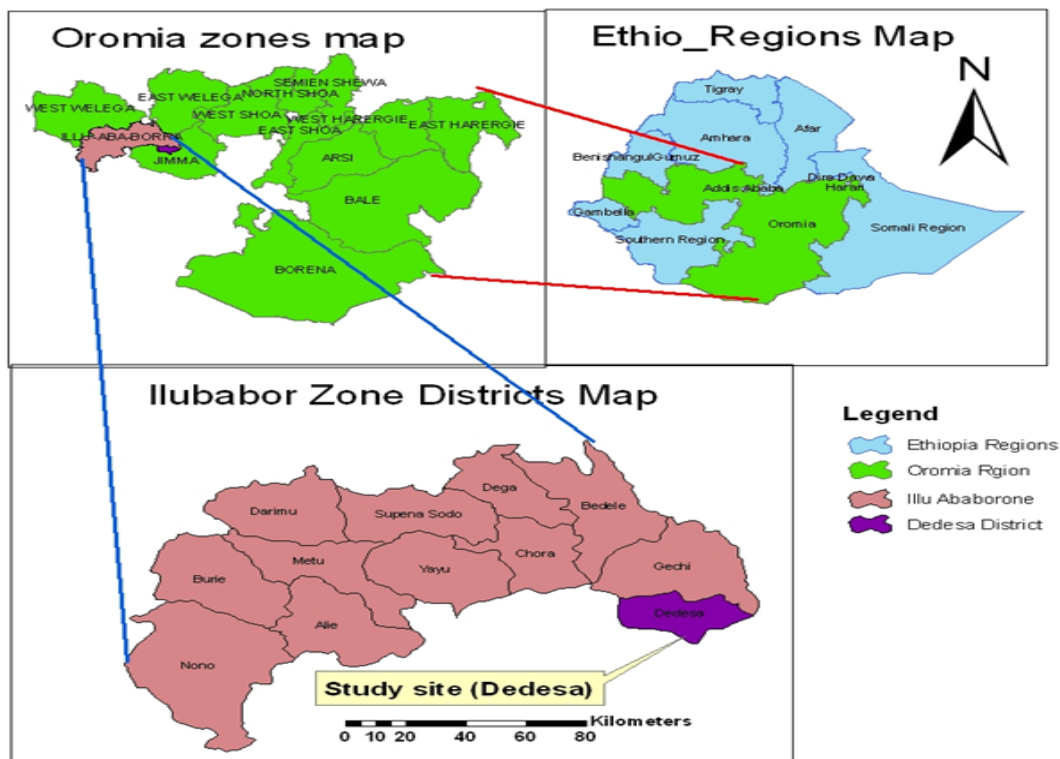 Oromia zones map
SEMIEN SHEWA
EAST WELEGA
NORTH SHOA
WEST WELEGA
WEST SHOA
WEST HARERGIE
EAST HARERGIE
EAST SHOA
JIMMA
ARSI
BALE
BORENA
Ethio_Regions Map
N
Tigray
Afar
Amhara
BenishangulGumuz
Dire Dawa
Harari
Addis Ababa
Gambella
Oromia
Somali Region
Southern Region
Ilubabor Zone Districts Map
Dega
Bedele
Darimu
Supena Sodo
Chora
Metu
Yayu
Gechi
Burie
Dedesa
Alie
Nono
Study site (Dedesa)
Kilometers
0 10 20 40 60 80
Legend
Ethiopia Regions
Oromia Rgion
Illu Ababorone
Dedesa District